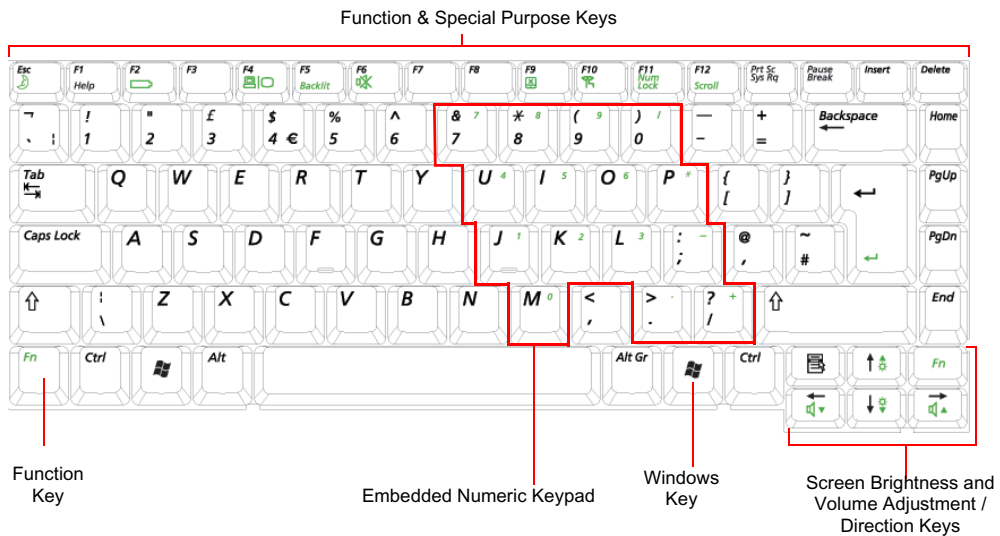 Function & Special Purpose Keys
Esc F1 F2 F3 F4 F5 F6 F7 F8 F9 F10 F11 F12 Prt Sc Pause Insert Delete
Help Backlit Num Lock Scroll Sys Rq Break
¬ ! " £ $ % ^ & 7 * 8 ( 9 ) / — + Backspace Home
` ¦ 1 2 3 4 € 5 6 7 8 9 0 – =
Tab Q W E R T Y U 4 I 5 O 6 P * { } PgUp
[ ]
Caps Lock A S D F G H J 1 K 2 L 3 : – @ ~ PgDn
; ' #
¦ Z X C V B N M 0 < > . ? + End
\ , . /
Fn Ctrl Alt Alt Gr Ctrl Fn
Function
Key
Embedded Numeric Keypad
Windows
Key
Screen Brightness and
Volume Adjustment /
Direction Keys